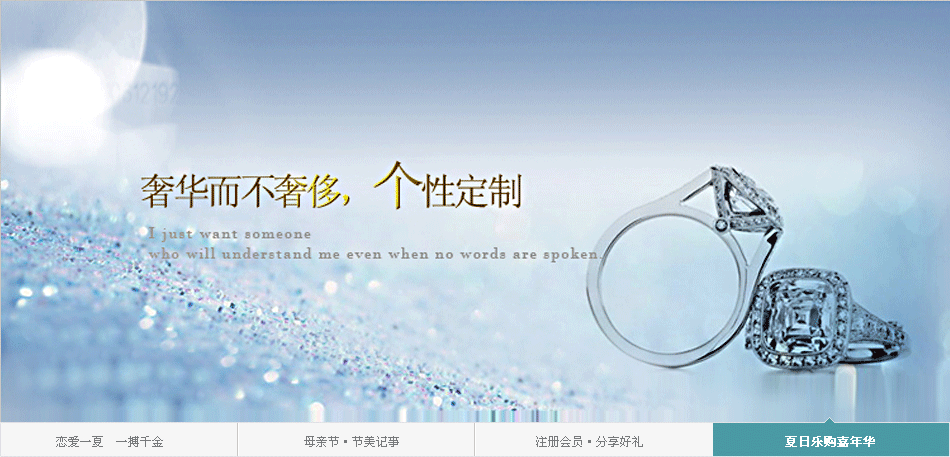 奢华而不奢侈，个性定制
I just want someone
who will understand me even when no words are spoken.
恋爱一夏 一搏千金
母亲节·节美记事
注册会员·分享好礼
夏日乐购嘉年华